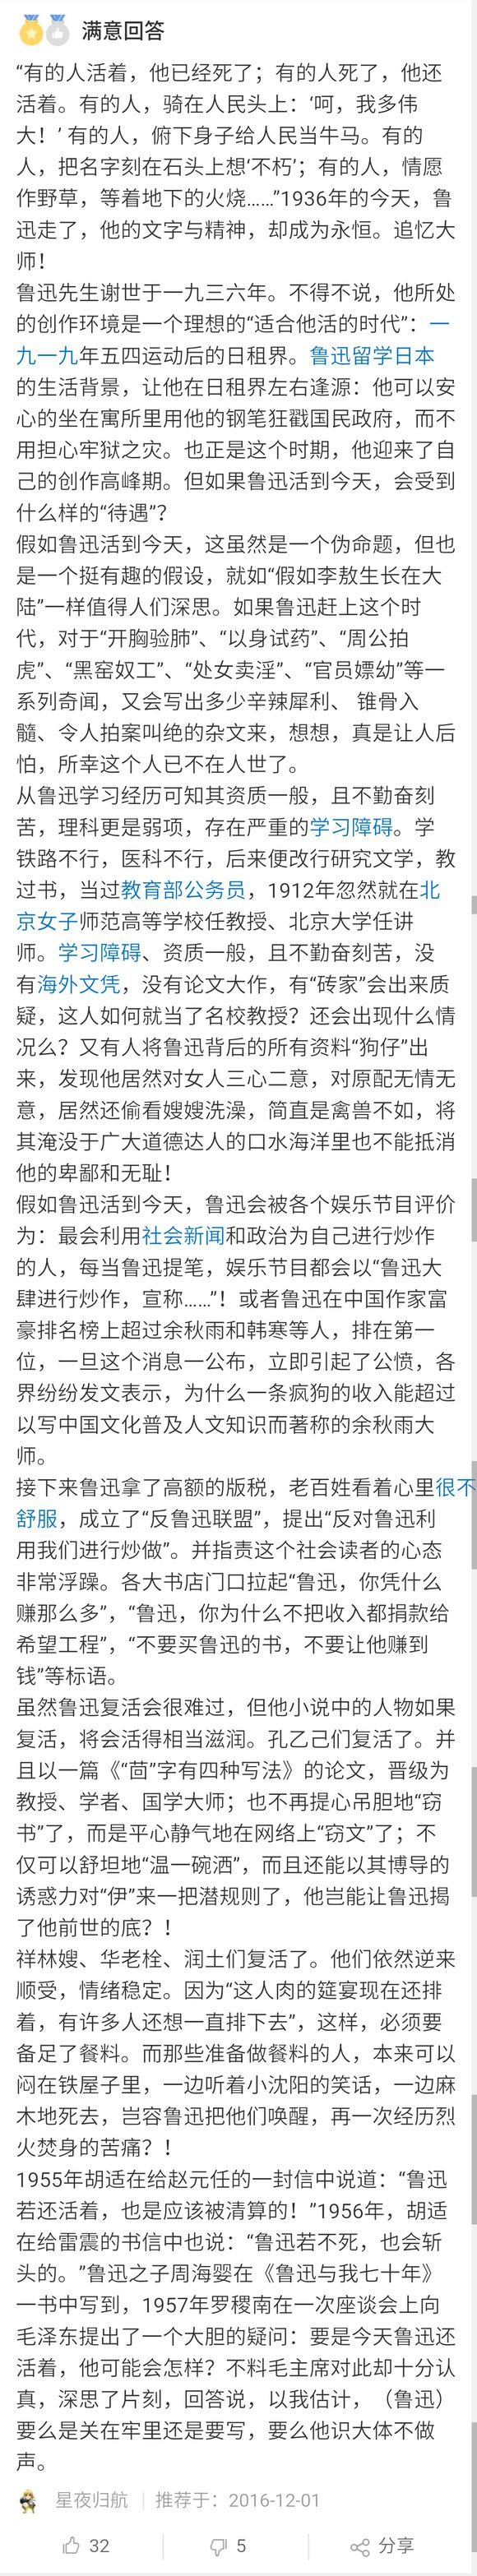 满意回答
“有的人活着，他已经死了；有的人死了，他还
活着。有的人，骑在人民头上：‘呵，我多伟
大！’ 有的人，俯下身子给人民当牛马。有的
人，把名字刻在石头上想‘不朽’；有的人，情愿
作野草，等着地下的火烧……”1936年的今天，鲁
迅走了，他的文字与精神，却成为永恒。追忆大
师！
鲁迅先生谢世于一九三六年。不得不说，他所处
的创作环境是一个理想的“适合他活的时代”：一
九一九年五四运动后的日租界。鲁迅留学日本
的生活背景，让他在日租界左右逢源：他可以安
心的坐在寓所里用他的钢笔狂戳国民政府，而不
用担心牢狱之灾。也正是这个时期，他迎来了自
己的创作高峰期。但如果鲁迅活到今天，会受到
什么样的“待遇”？
假如鲁迅活到今天，这虽然是一个伪命题，但也
是一个挺有趣的假设，就如“假如李敖生长在大
陆”一样值得人们深思。如果鲁迅赶上这个时
代，对于“开胸验肺”、“以身试药”、“周公拍
虎”、“黑窑奴工”、“处女卖淫”、“官员嫖幼”等一
系列奇闻，又会写出多少辛辣犀利、 锥骨入
髓、令人拍案叫绝的杂文来，想想，真是让人后
怕，所幸这个人已不在人世了。
从鲁迅学习经历可知其资质一般，且不勤奋刻
苦，理科更是弱项，存在严重的学习障碍。学
铁路不行，医科不行，后来便改行研究文学，教
过书，当过教育部公务员，1912年忽然就在北
京女子师范高等学校任教授、北京大学任讲
师。学习障碍、资质一般，且不勤奋刻苦，没
有海外文凭，没有论文大作，有“砖家”会出来质
疑，这人如何就当了名校教授？还会出现什么情
况么？又有人将鲁迅背后的所有资料“狗仔”出
来，发现他居然对女人三心二意，对原配无情无
意，居然还偷看嫂嫂洗澡，简直是禽兽不如，将
其淹没于广大道德达人的口水海洋里也不能抵消
他的卑鄙和无耻！
假如鲁迅活到今天，鲁迅会被各个娱乐节目评价
为：最会利用社会新闻和政治为自己进行炒作
的人，每当鲁迅提笔，娱乐节目都会以“鲁迅大
肆进行炒作，宣称……”！或者鲁迅在中国作家富
豪排名榜上超过余秋雨和韩寒等人，排在第一
位，一旦这个消息一公布，立即引起了公愤，各
界纷纷发文表示，为什么一条疯狗的收入能超过
以写中国文化普及人文知识而著称的余秋雨大
师。
接下来鲁迅拿了高额的版税，老百姓看着心里很不
舒服，成立了“反鲁迅联盟”，提出“反对鲁迅利
用我们进行炒做”。并指责这个社会读者的心态
非常浮躁。各大书店门口拉起“鲁迅，你凭什么
赚那么多”，“鲁迅，你为什么不把收入都捐款给
希望工程”，“不要买鲁迅的书，不要让他赚到
钱”等标语。
虽然鲁迅复活会很难过，但他小说中的人物如果
复活，将会活得相当滋润。孔乙己们复活了。并
且以一篇《“茴”字有四种写法》的论文，晋级为
教授、学者、国学大师；也不再提心吊胆地“窃
书”了，而是平心静气地在网络上“窃文”了；不
仅可以舒坦地“温一碗酒”，而且还能以其博导的
诱惑力对“伊”来一把潜规则了，他岂能让鲁迅揭
了他前世的底？！
祥林嫂、华老栓、润土们复活了。他们依然逆来
顺受，情绪稳定。因为“这人肉的筵宴现在还排
着，有许多人还想一直排下去”，这样，必须要
备足了餐料。而那些准备做餐料的人，本来可以
闷在铁屋子里，一边听着小沈阳的笑话，一边麻
木地死去，岂容鲁迅把他们唤醒，再一次经历烈
火焚身的苦痛？！
1955年胡适在给赵元任的一封信中说道：“鲁迅
若还活着，也是应该被清算的！”1956年，胡适
在给雷震的书信中也说：“鲁迅若不死，也会斩
头的。”鲁迅之子周海婴在《鲁迅与我七十年》
一书中写到，1957年罗稷南在一次座谈会上向
毛泽东提出了一个大胆的疑问：要是今天鲁迅还
活着，他可能会怎样？不料毛主席对此却十分认
真，深思了片刻，回答说，以我估计，（鲁迅）
要么是关在牢里还是要写，要么他识大体不做
声。
星夜归航 推荐于：2016-12-01
32 5 分享